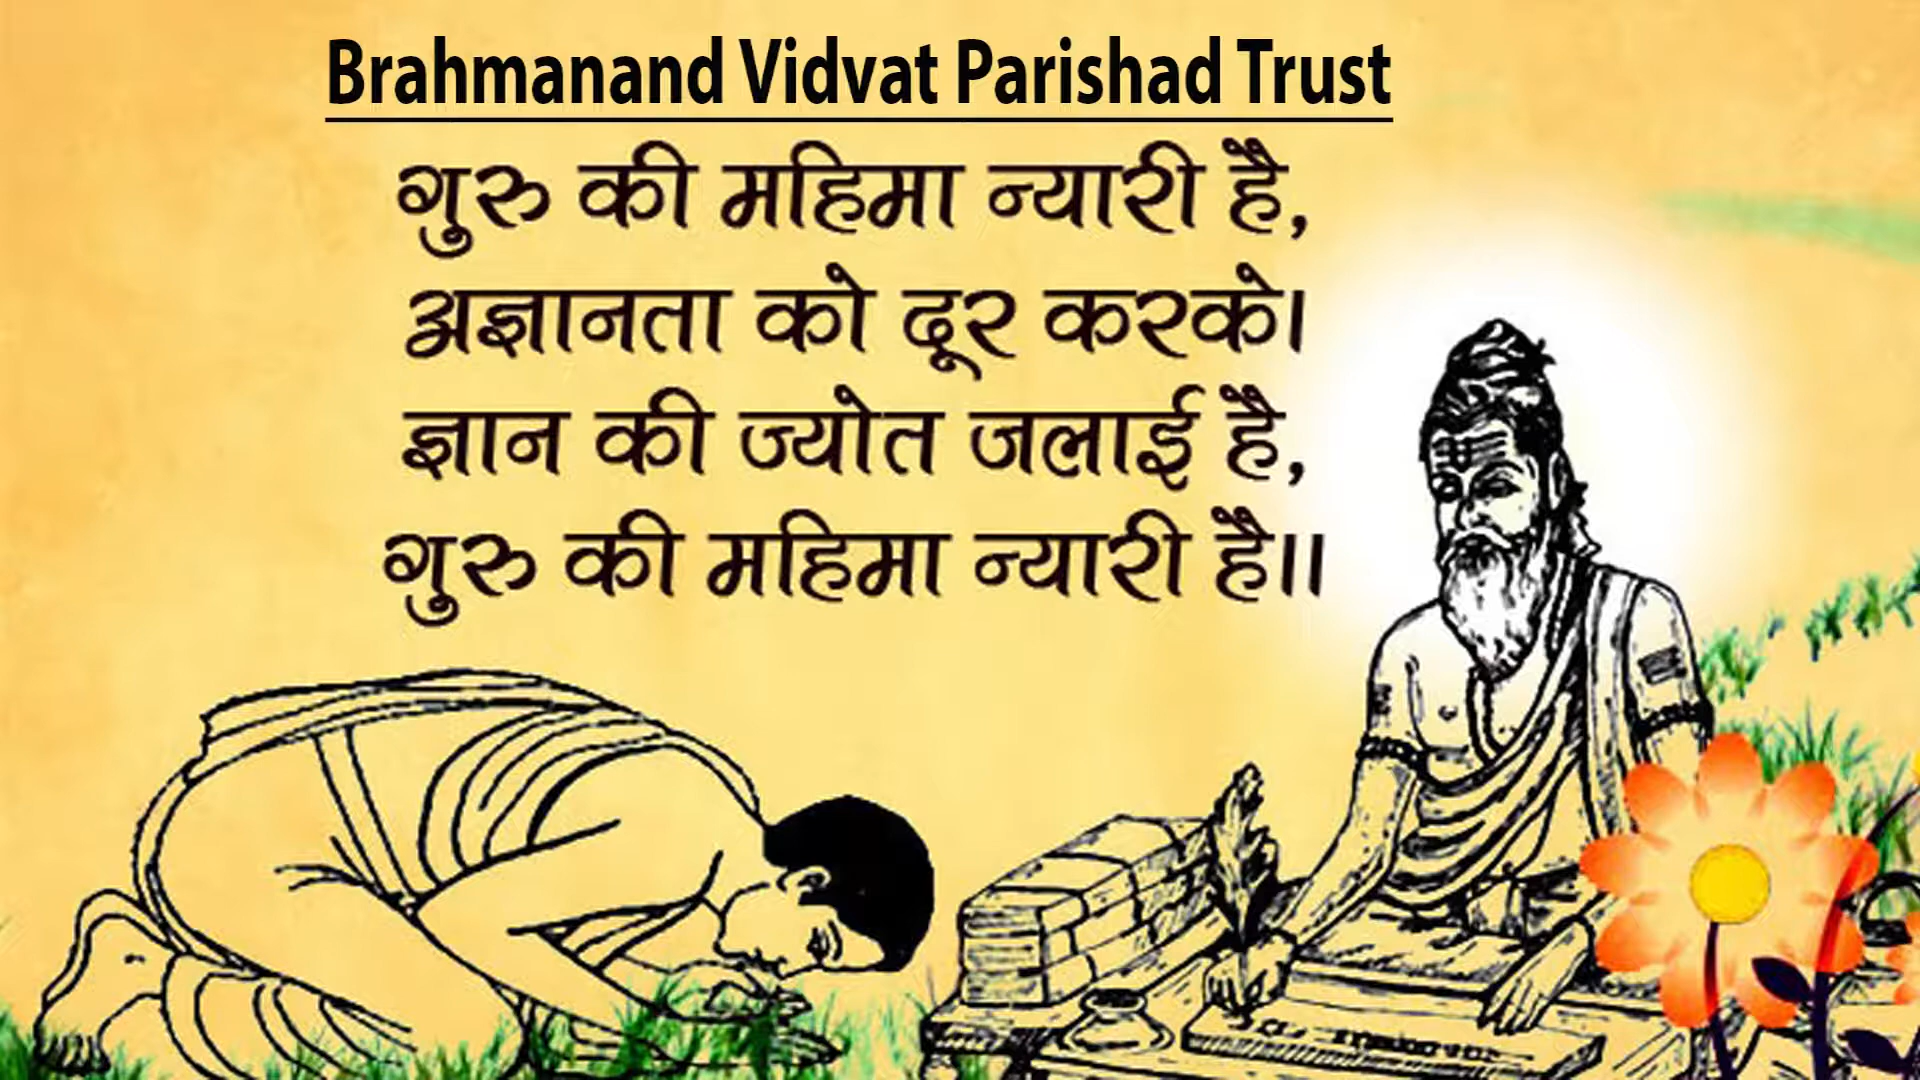 Brahmanand Vidvat Parishad Trust
गुरु की महिमा न्यारी है,
अज्ञानता को दूर करके।
ज्ञान की ज्योत जलाई है,
गुरु की महिमा न्यारी है।।